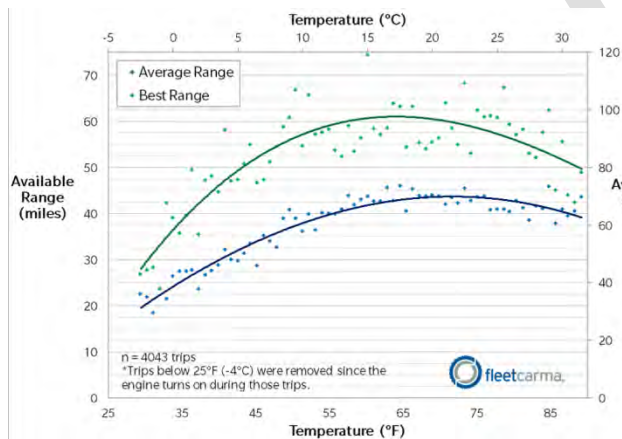 Temperature (°C)
-5 0 5 10 15 20 25 30
70
60
50
40
30
20
10
0
Available
Range
(miles)
Average Range
Best Range
120
100
80
60
40
20
0
Av
n = 4043 trips
*Trips below 25°F (-4°C) were removed since the
engine turns on during those trips.
fleetcarma
25 35 45 55 65 75 85
Temperature (°F)